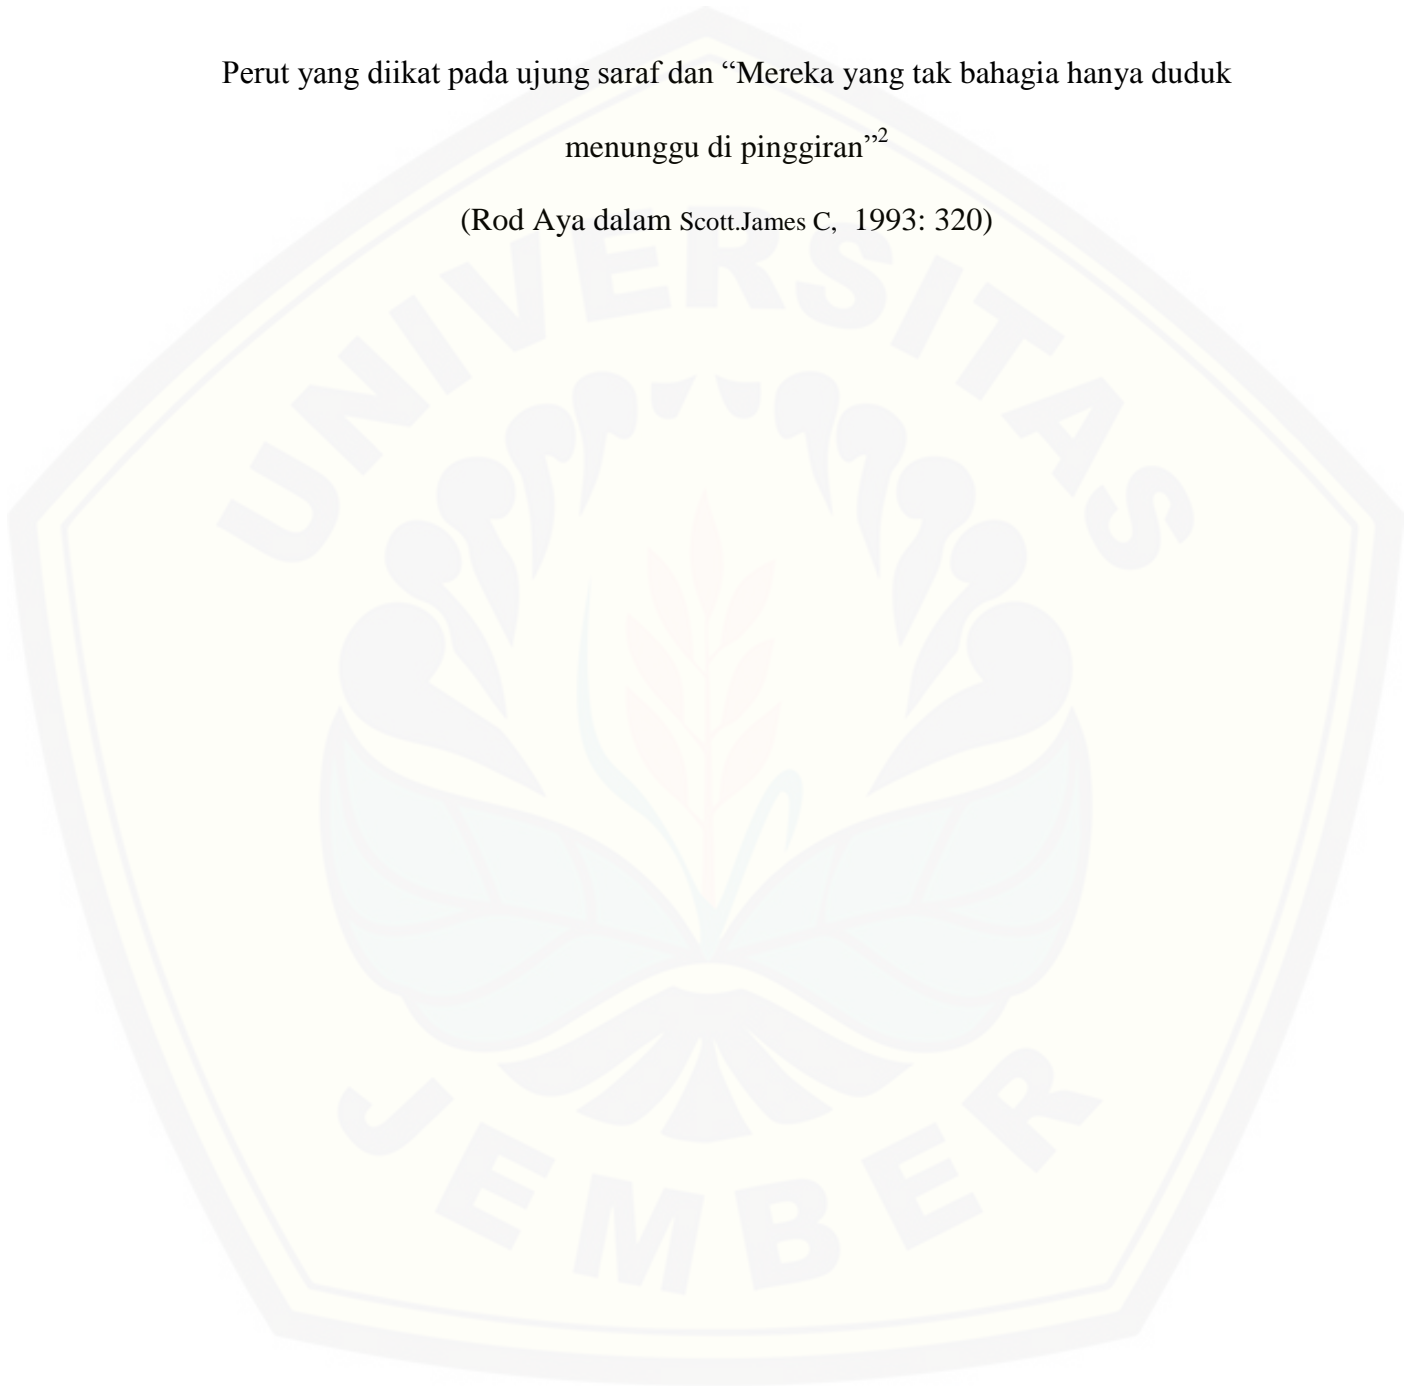 Perut yang diikat pada ujung saraf dan “Mereka yang tak bahagia hanya duduk
menunggu di pinggiran”²
(Rod Aya dalam Scott.James C, 1993: 320)
UNIVERSITAS
JEMBER